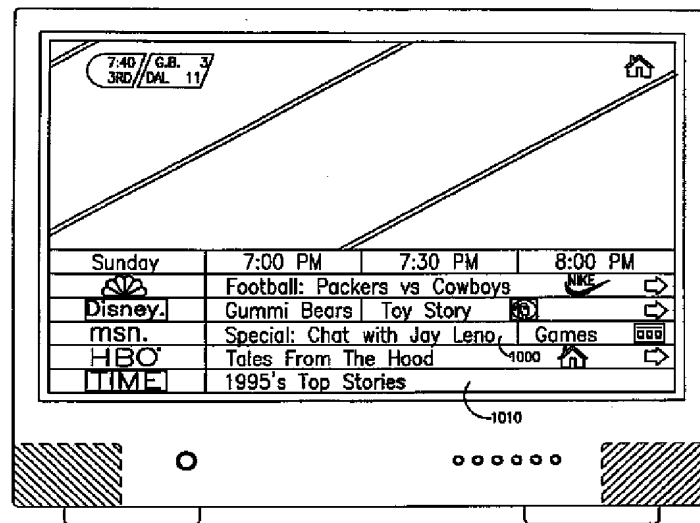 7:40 G.B. 3
3RD DAL 11
Sunday 7:00 PM 7:30 PM 8:00 PM
Football: Packers vs Cowboys NIKE
Disney. Gummi Bears Toy Story
msn. Special: Chat with Jay Leno Games
HBO Tales From The Hood 1000
TIME 1995's Top Stories
1010